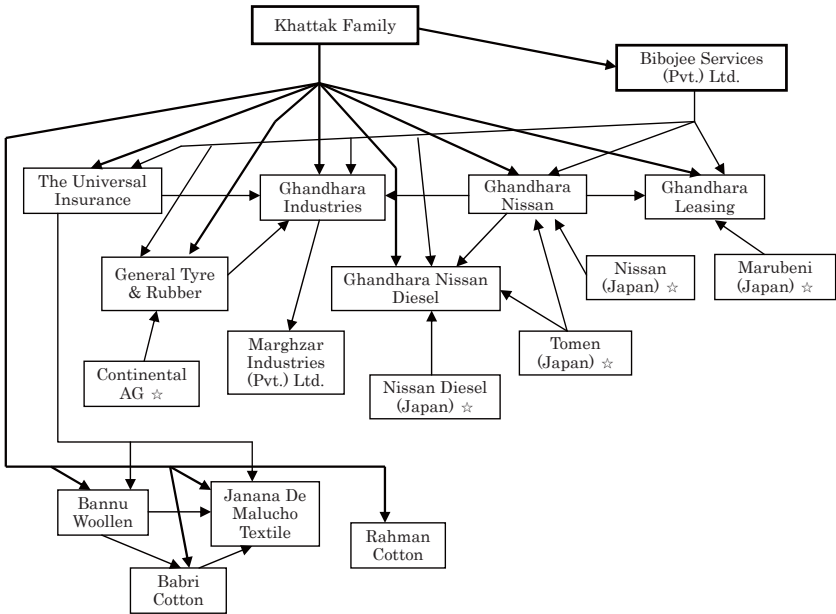 Khattak Family
Bibojee Services
(Pvt.) Ltd.
The Universal
Insurance
Ghandhara
Industries
Ghandhara
Nissan
Ghandhara
Leasing
General Tyre
& Rubber
Ghandhara Nissan
Diesel
Nissan
(Japan) ☆
Marubeni
(Japan) ☆
Continental
AG ☆
Marghzar
Industries
(Pvt.) Ltd.
Nissan Diesel
(Japan) ☆
Tomen
(Japan) ☆
Bannu
Woollen
Janana De
Malucho
Textile
Rahman
Cotton
Babri
Cotton